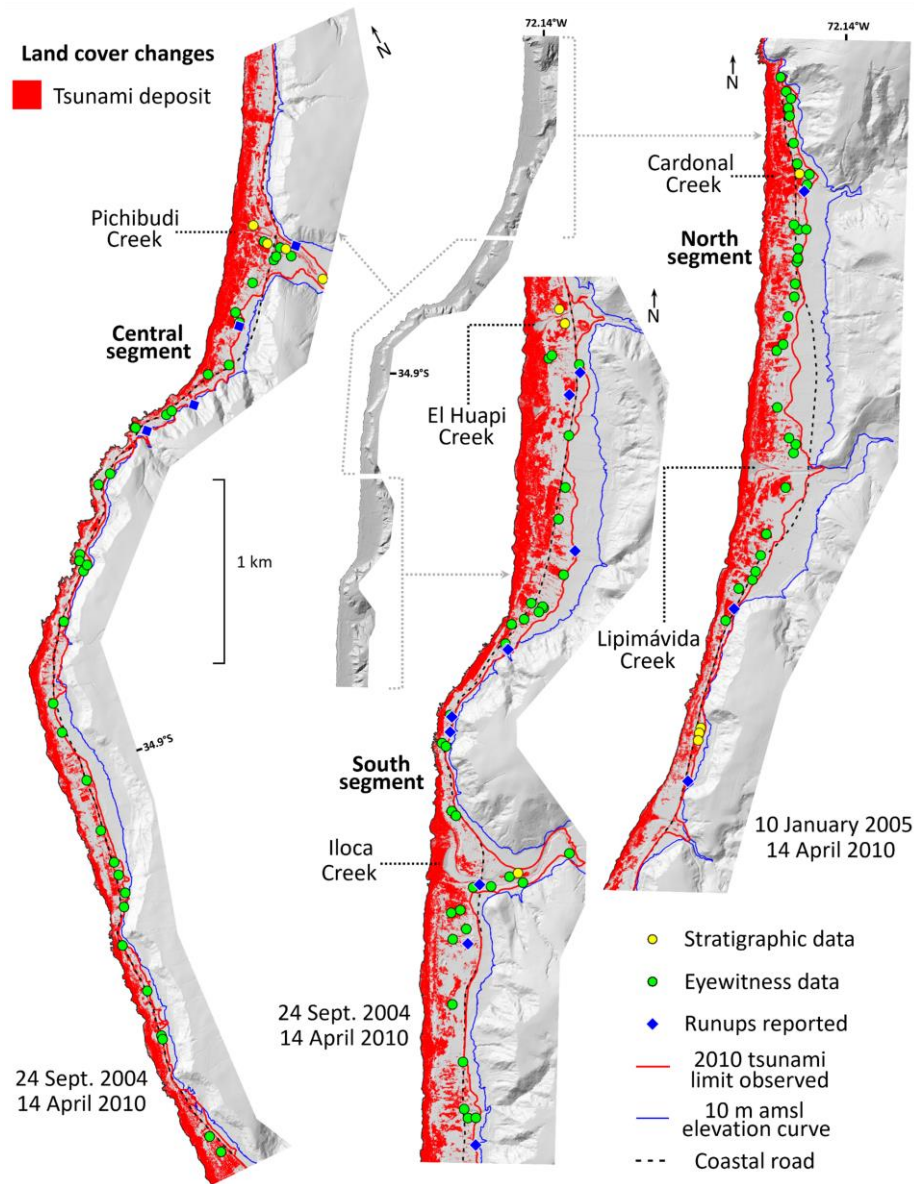 Land cover changes
Tsunami deposit
N
72.14°W
72.14°W
N
Cardonal
Creek
Pichibudi
Creek
North
segment
N
Central
segment
34.9°S
El Huapi
Creek
1 km
Lipimávida
Creek
34.9°S
South
segment
10 January 2005
14 April 2010
Iloca
Creek
Stratigraphic data
Eyewitness data
24 Sept. 2004
14 April 2010
Runups reported
2010 tsunami
limit observed
24 Sept. 2004
14 April 2010
10 m amsl
elevation curve
Coastal road